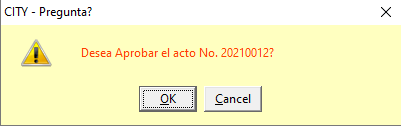 CITY - Pregunta?
Desea Aprobar el acto No. 20210012?
OK Cancel